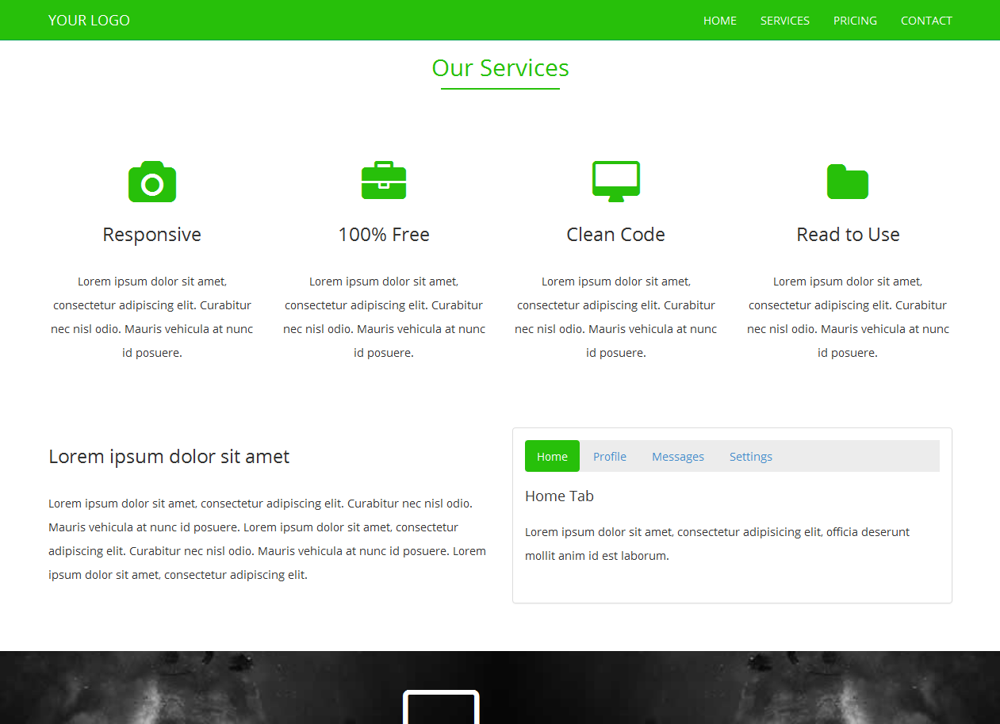 YOUR LOGO
HOME SERVICES PRICING CONTACT
Our Services
Responsive
Lorem ipsum dolor sit amet,
consectetur adipiscing elit. Curabitur
nec nisl odio. Mauris vehicula at nunc
id posuere.
100% Free
Lorem ipsum dolor sit amet,
consectetur adipiscing elit. Curabitur
nec nisl odio. Mauris vehicula at nunc
id posuere.
Clean Code
Lorem ipsum dolor sit amet,
consectetur adipiscing elit. Curabitur
nec nisl odio. Mauris vehicula at nunc
id posuere.
Read to Use
Lorem ipsum dolor sit amet,
consectetur adipiscing elit. Curabitur
nec nisl odio. Mauris vehicula at nunc
id posuere.
Lorem ipsum dolor sit amet
Lorem ipsum dolor sit amet, consectetur adipiscing elit. Curabitur nec nisl odio.
Mauris vehicula at nunc id posuere. Lorem ipsum dolor sit amet, consectetur
adipiscing elit. Curabitur nec nisl odio. Mauris vehicula at nunc id posuere. Lorem
ipsum dolor sit amet, consectetur adipiscing elit.
Home Profile Messages Settings
Home Tab
Lorem ipsum dolor sit amet, consectetur adipisicing elit, officia deserunt
mollit anim id est laborum.